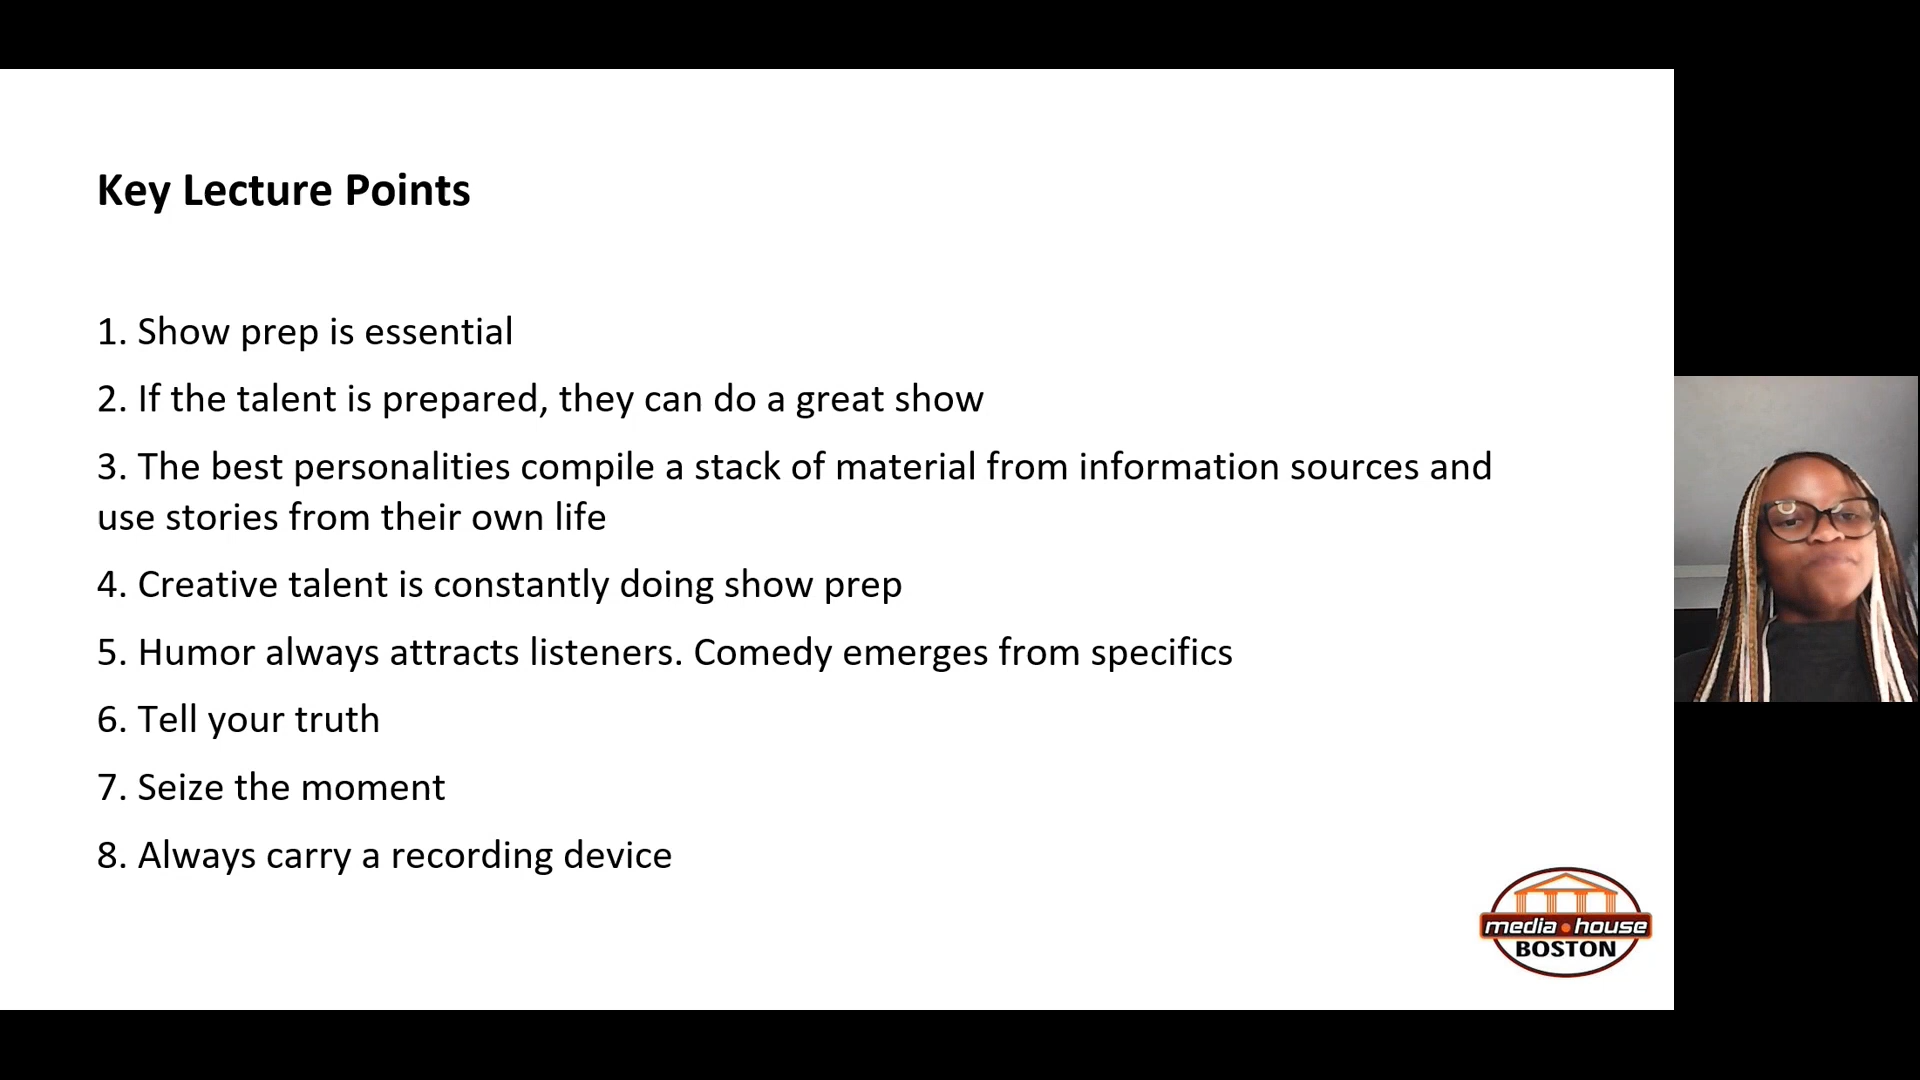 Key Lecture Points
1. Show prep is essential
2. If the talent is prepared, they can do a great show
3. The best personalities compile a stack of material from information sources and
use stories from their own life
4. Creative talent is constantly doing show prep
5. Humor always attracts listeners. Comedy emerges from specifics
6. Tell your truth
7. Seize the moment
8. Always carry a recording device
media • house
BOSTON